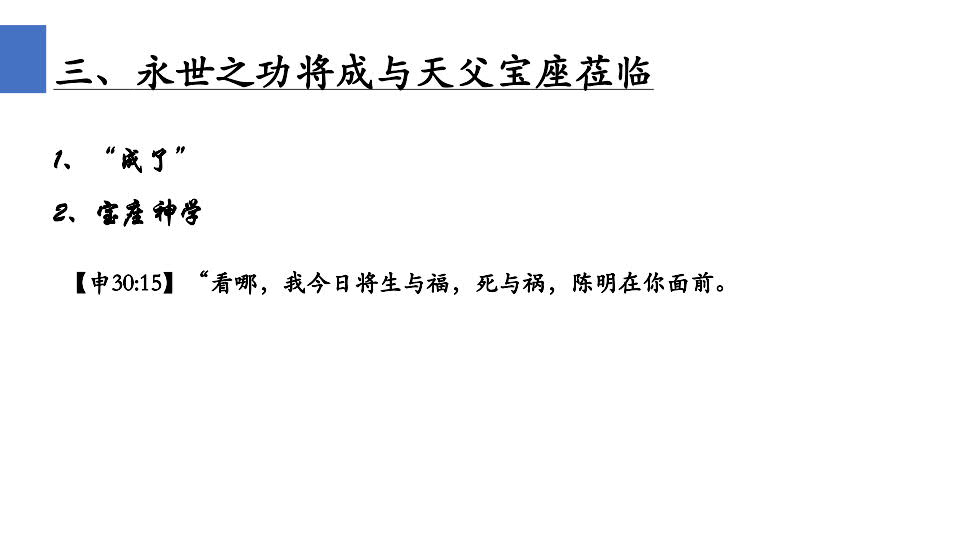 三、永世之功将成与天父宝座莅临
1、“成了”
2、宝座神学
【申30:15】“看哪，我今日将生与福，死与祸，陈明在你面前。